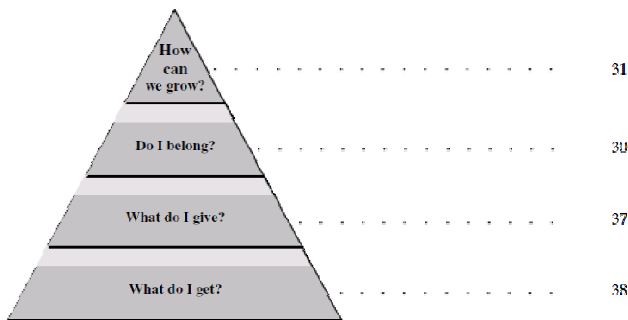 How
can
we grow?
31
Do I belong?
30
What do I give?
37
What do I get?
38